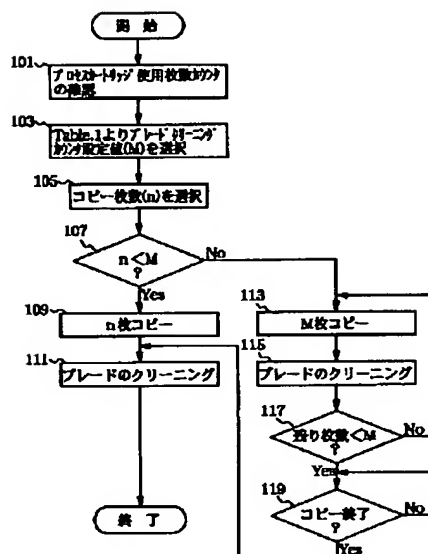 開始
101
プロセスカートリッジ使用枚数カウンタ
の確認
103
Table.1よりブレードクリーニング
カウンタ設定値(M)を選択
105
コピー枚数(n)を選択
107
n<M
?
No
Yes
109
n枚コピー
113
M枚コピー
111
ブレードのクリーニング
115
ブレードのクリーニング
117
残り枚数<M
?
No
Yes
119
コピー終了
?
No
Yes
終了